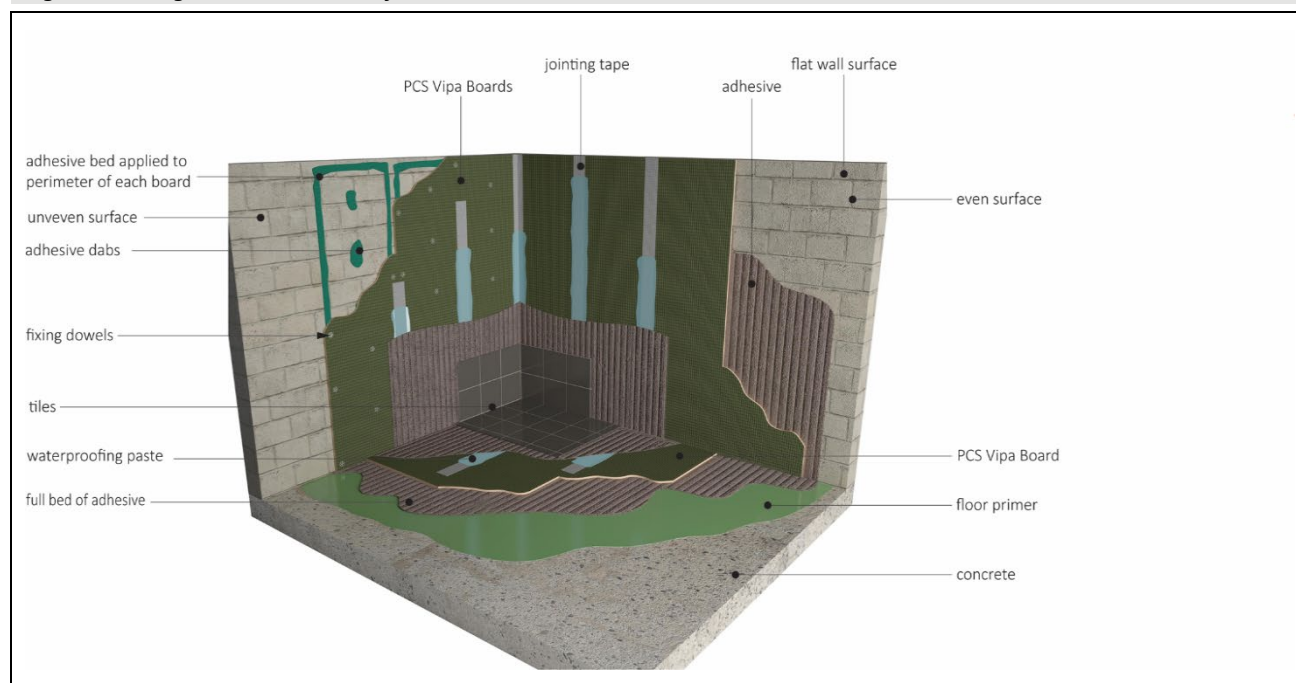 jointing tape
flat wall surface
PCS Vipa Boards
adhesive
adhesive bed applied to
perimeter of each board
even surface
unveven surface
adhesive dabs
fixing dowels
tiles
waterproofing paste
PCS Vipa Board
full bed of adhesive
floor primer
concrete